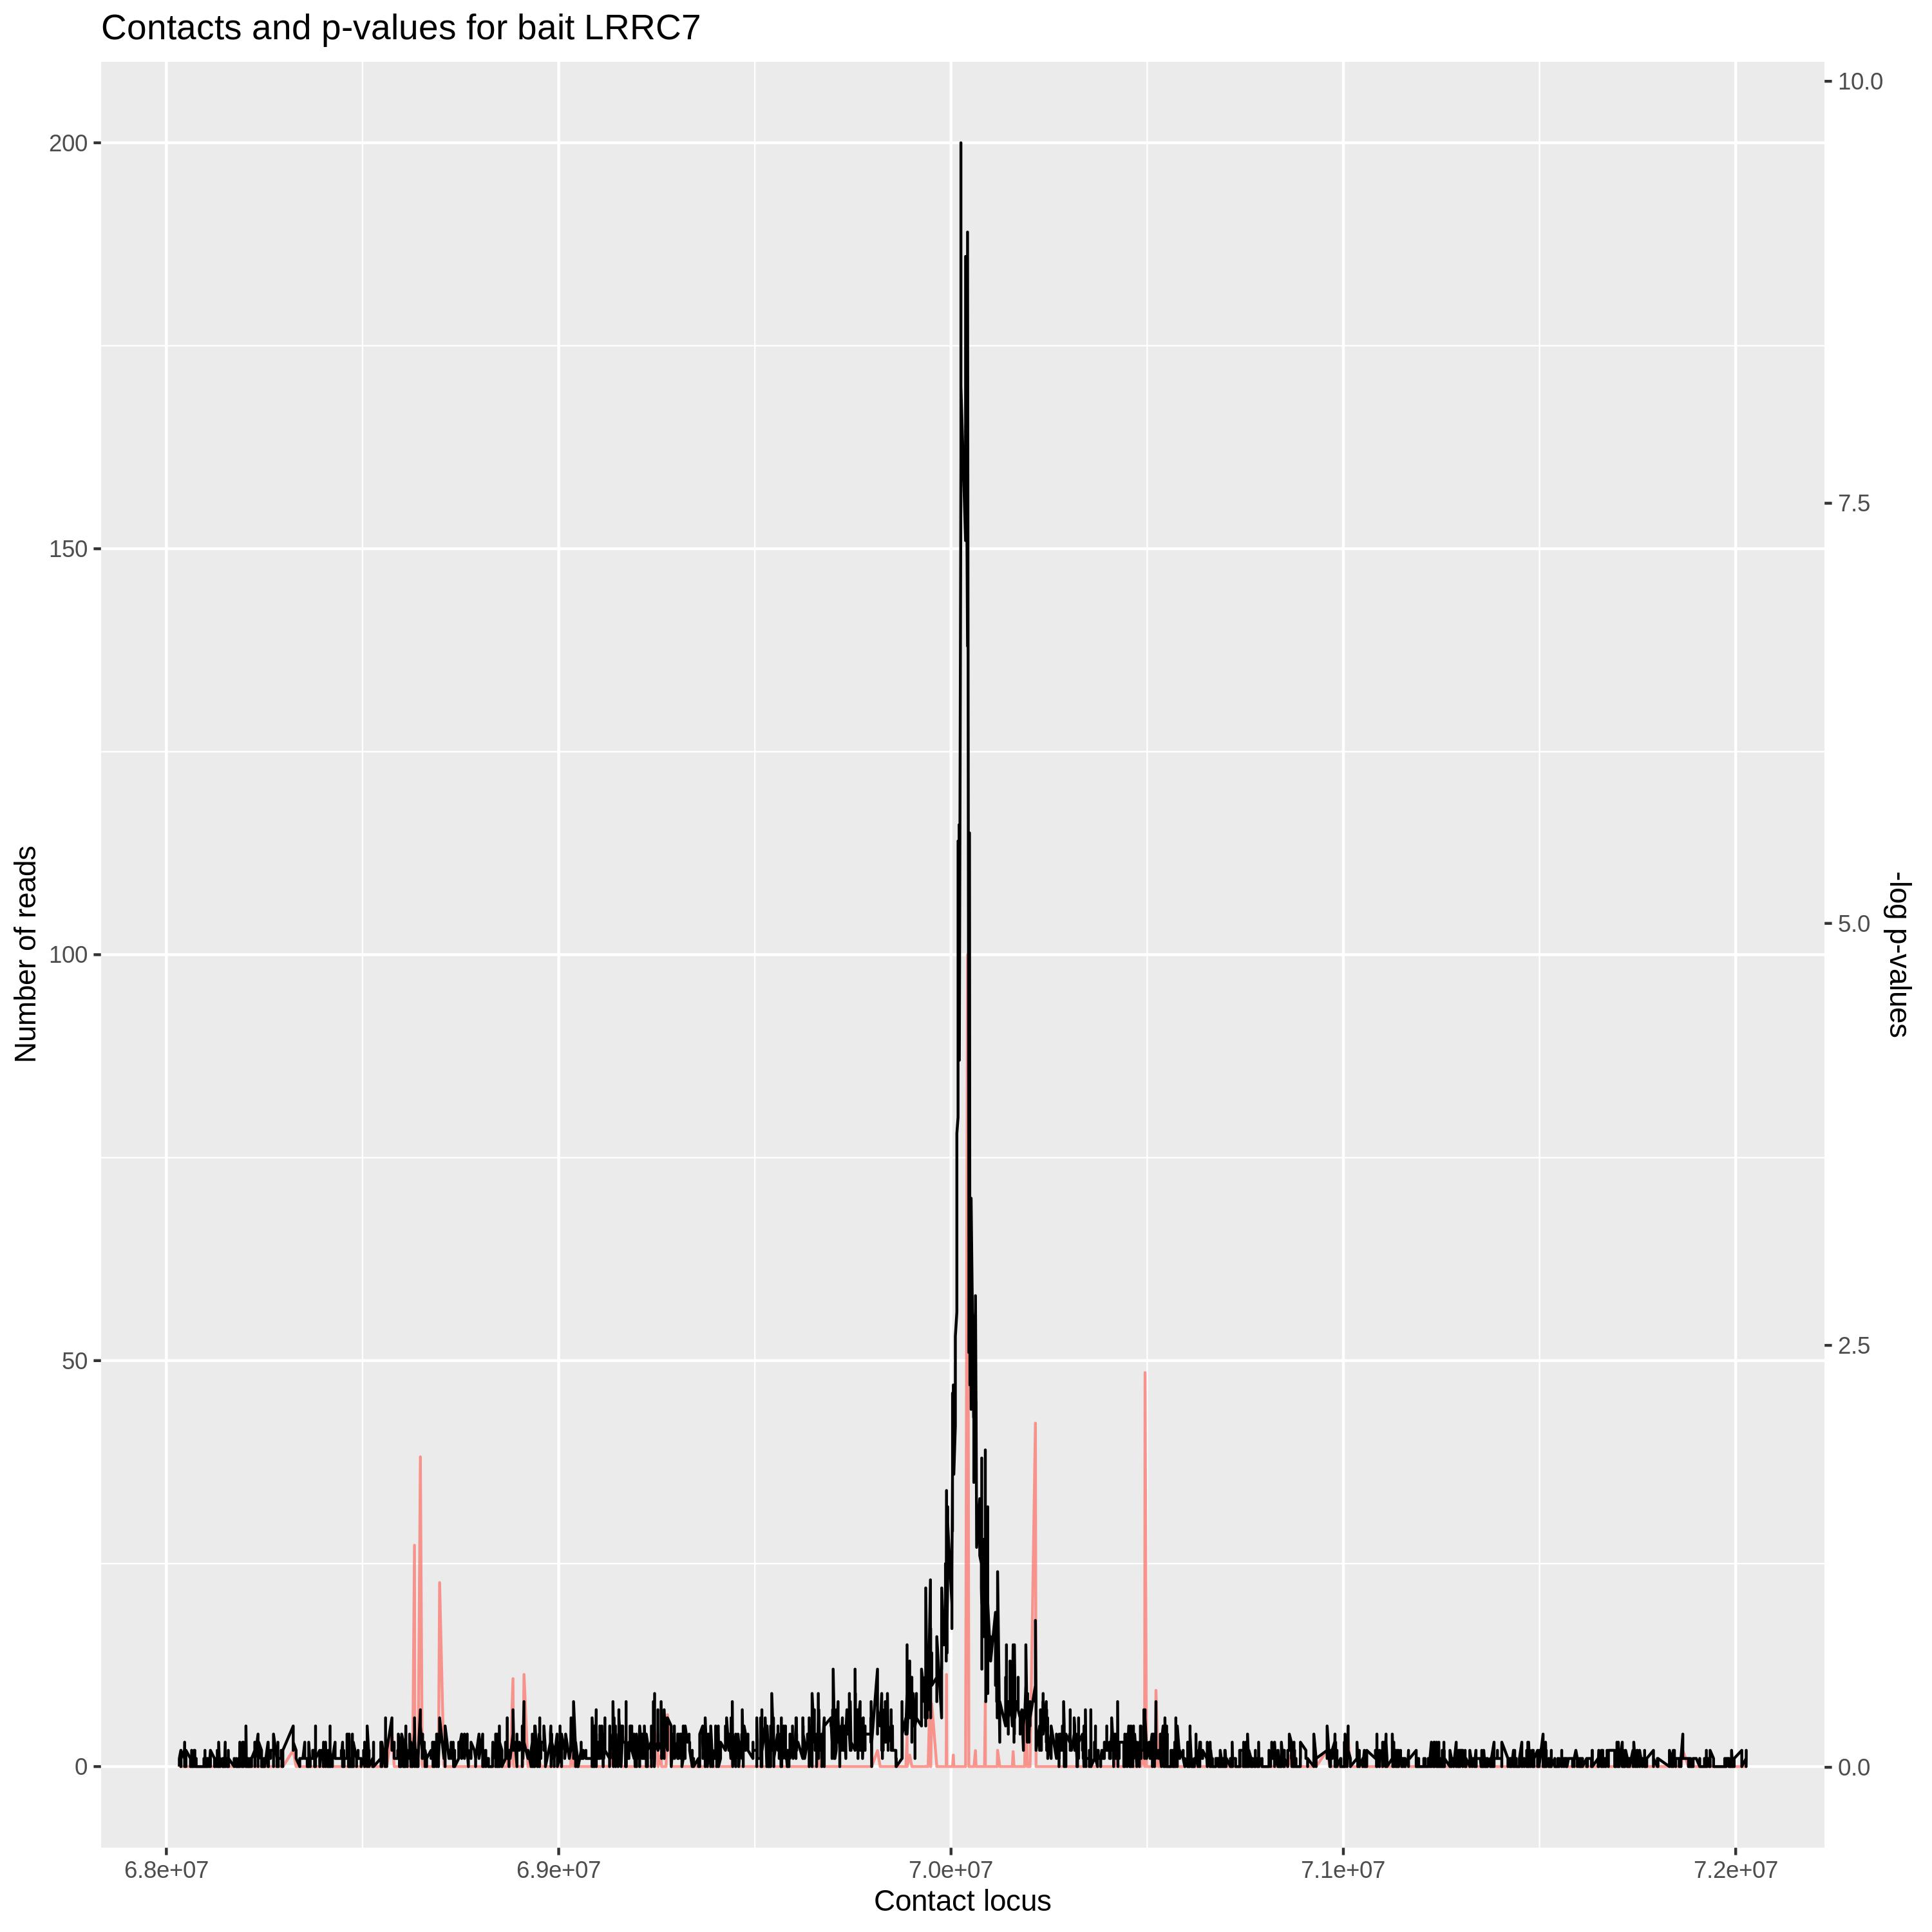 Contacts and p-values for bait LRRC7
200
150
100
50
0
Number of reads
10.0
7.5
5.0
2.5
0.0
-log p-values
6.8e+07 6.9e+07 7.0e+07 7.1e+07 7.2e+07
Contact locus